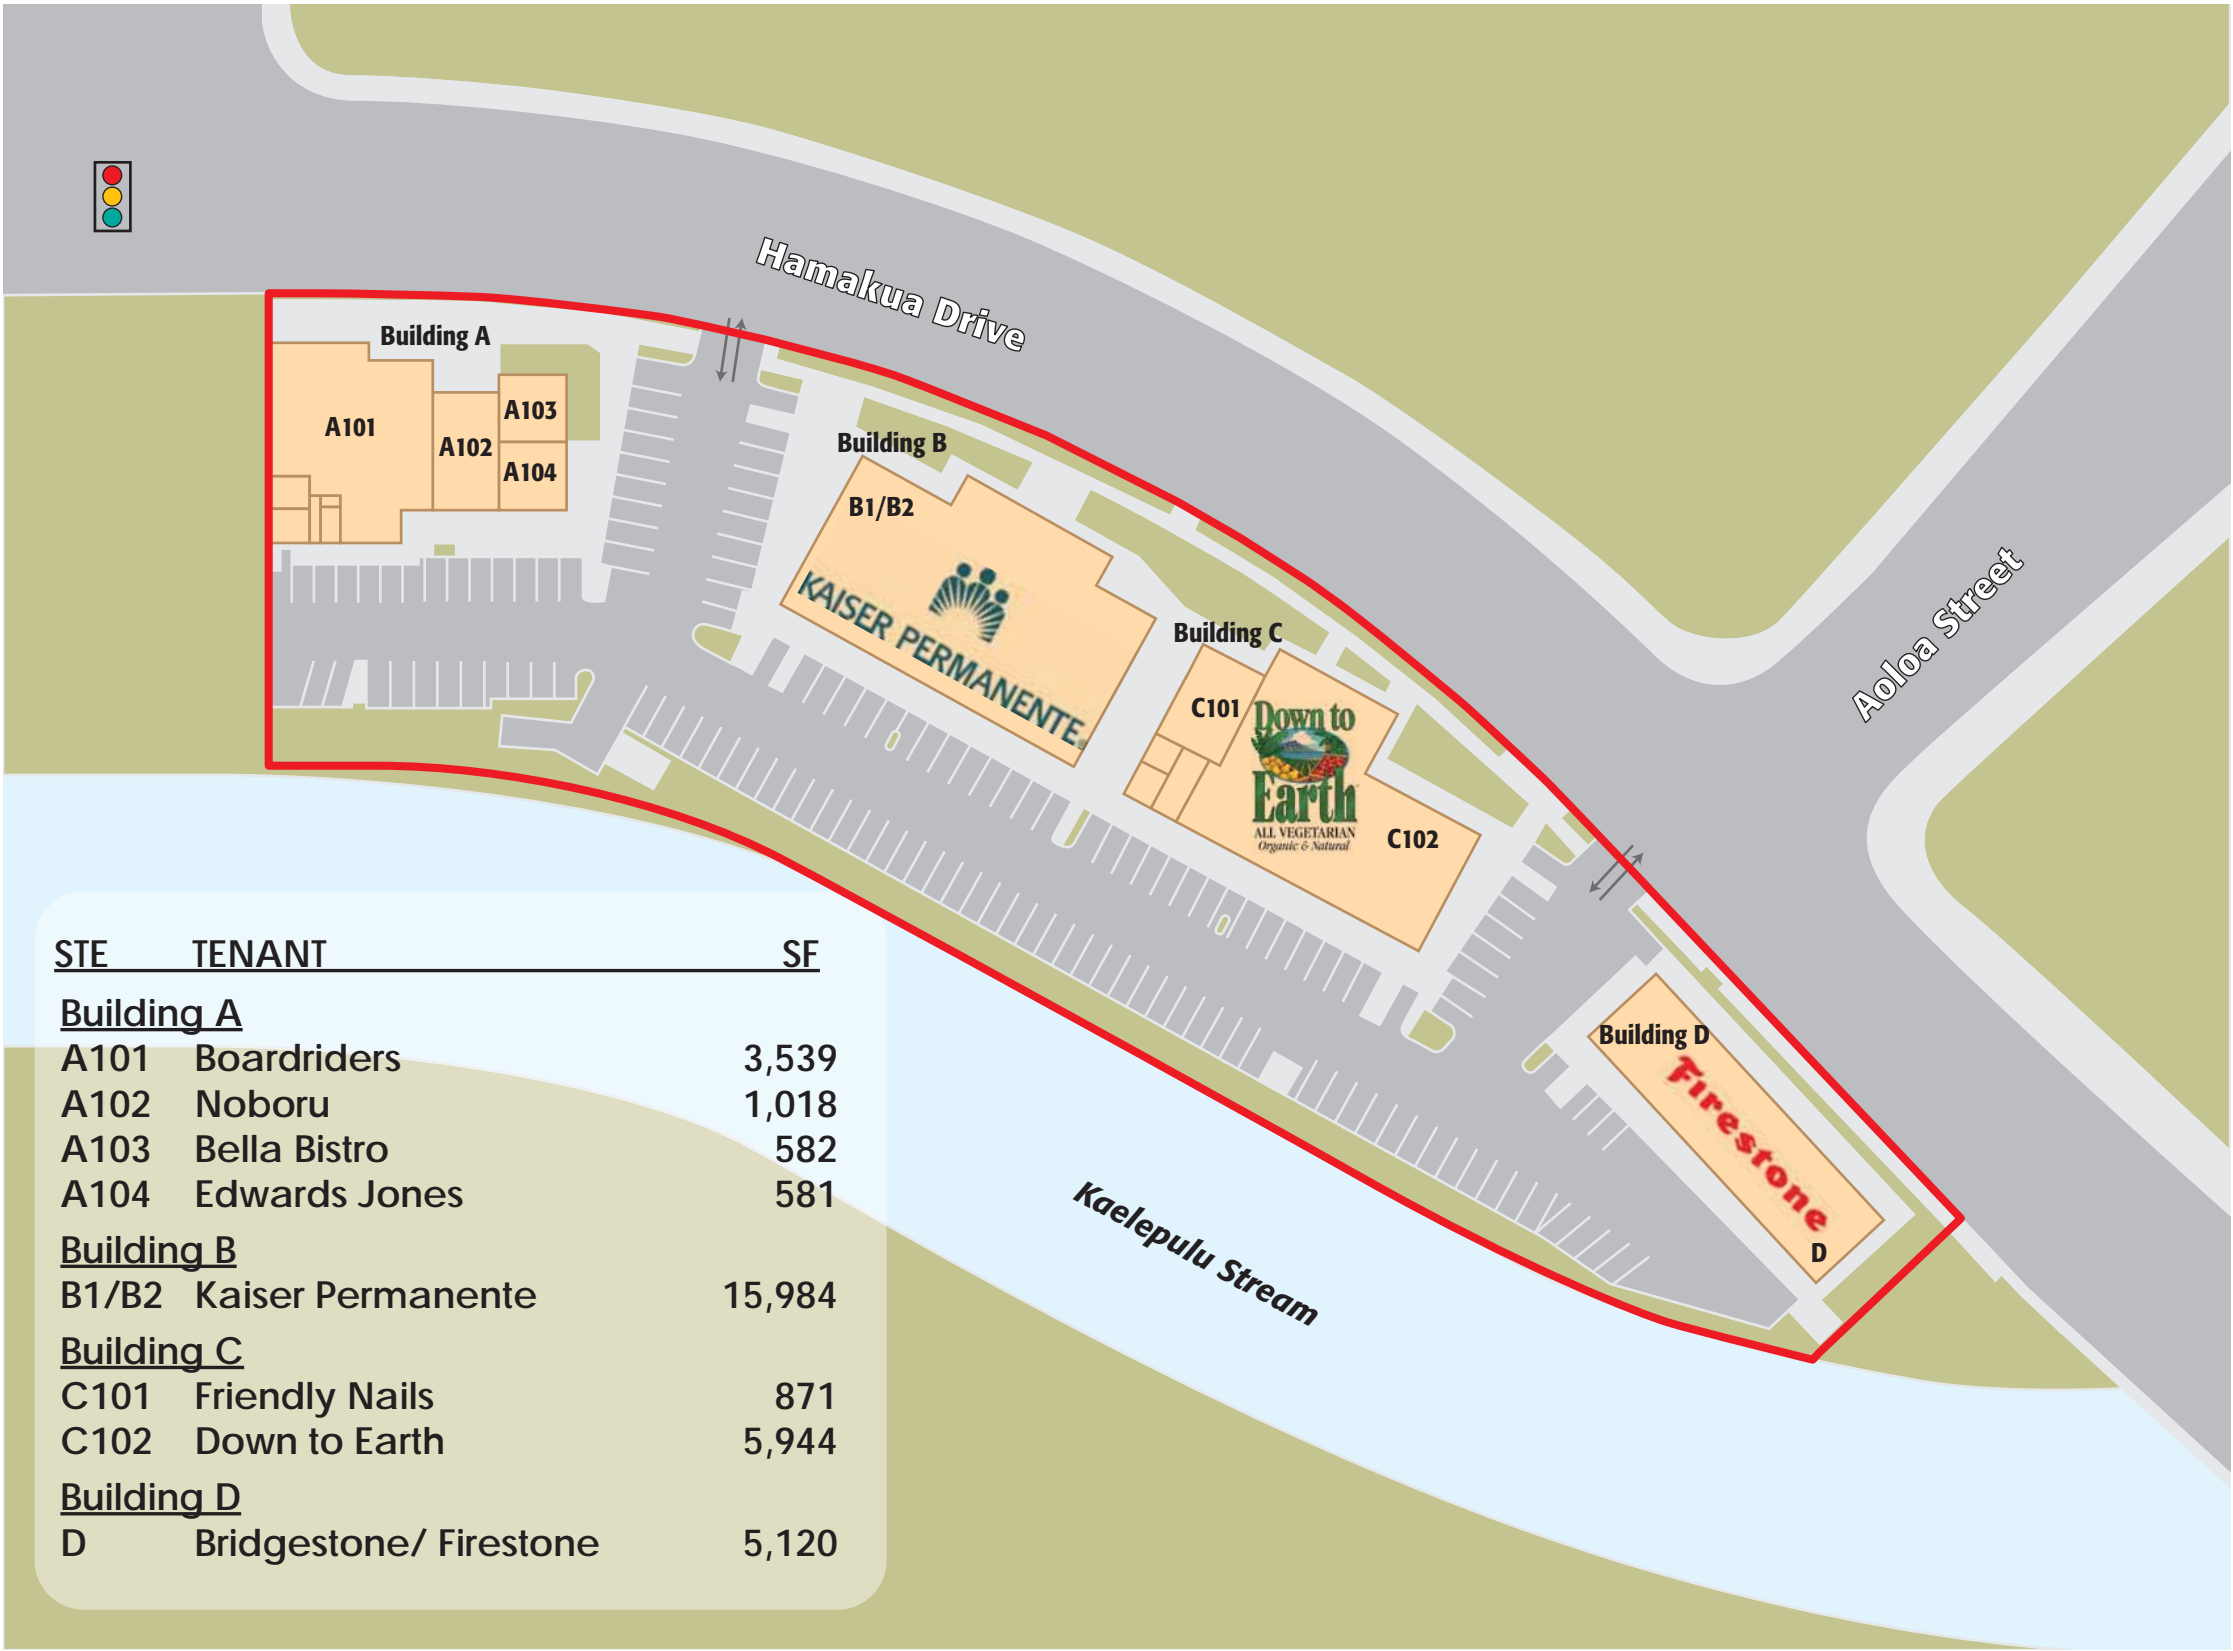 Hamakua Drive
Building A
A101
A102
A103
A104
Building B
B1/B2
KAISER PERMANENTE.
Building C
C101
Down to
Earth
ALL VEGETARIAN
Organic & Natural
C102
Aoloa Street
Building D
Firestone
D
Kaelepulu Stream
STE TENANT SF
Building A
A101 Boardriders 3,539
A102 Noboru 1,018
A103 Bella Bistro 582
A104 Edwards Jones 581
Building B
B1/B2 Kaiser Permanente 15,984
Building C
C101 Friendly Nails 871
C102 Down to Earth 5,944
Building D
D Bridgestone/ Firestone 5,120